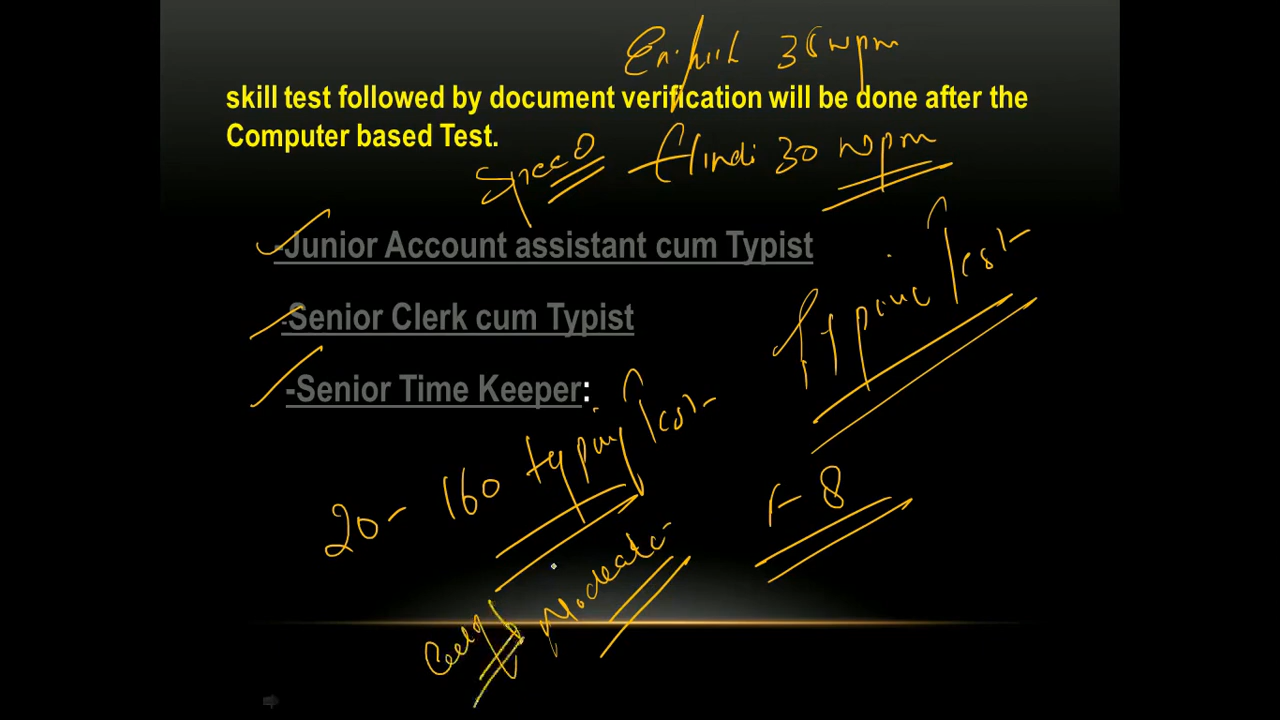 English 35 wpm
skill test followed by document verification will be done after the
Computer based Test.
Speed Hindi 30 wpm
-Junior Account assistant cum Typist
-Senior Clerk cum Typist
Typing Test
-Senior Time Keeper:
20- 160 typing Test
8
Moderate